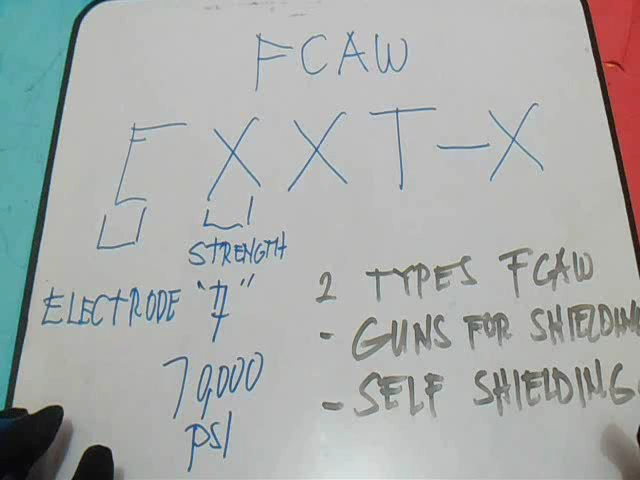 FCAW
EXXT-X
STRENGTH
ELECTRODE "7"
70,000
psi
2 TYPES FCAW
- GUNS FOR SHIELDING
- SELF SHIELDING